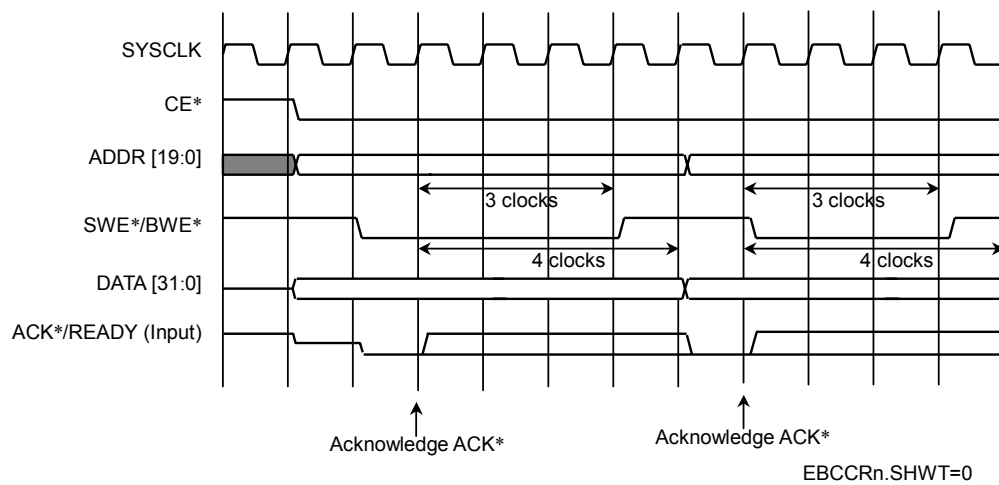 SYSCLK
CE*
ADDR [19:0]
3 clocks 3 clocks
SWE*/BWE*
4 clocks 4 clocks
DATA [31:0]
ACK*/READY (Input)
Acknowledge ACK* Acknowledge ACK*
EBCCRn.SHWT=0